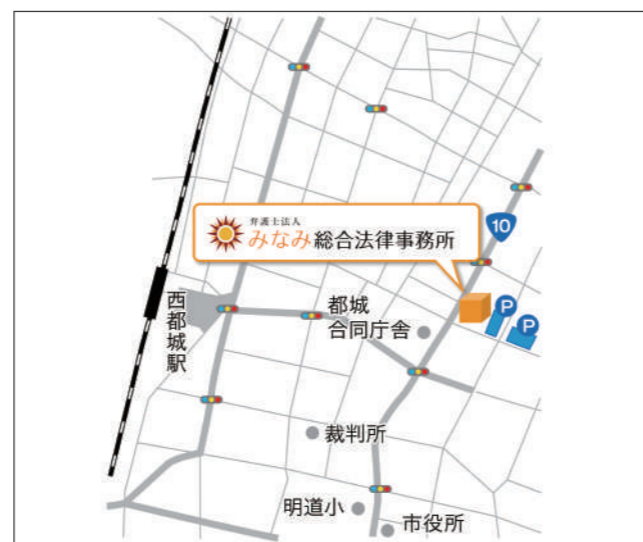 弁護士法人
みなみ総合法律事務所
10
P
P
都城
合同庁舎
西都城駅
裁判所
明道小
市役所